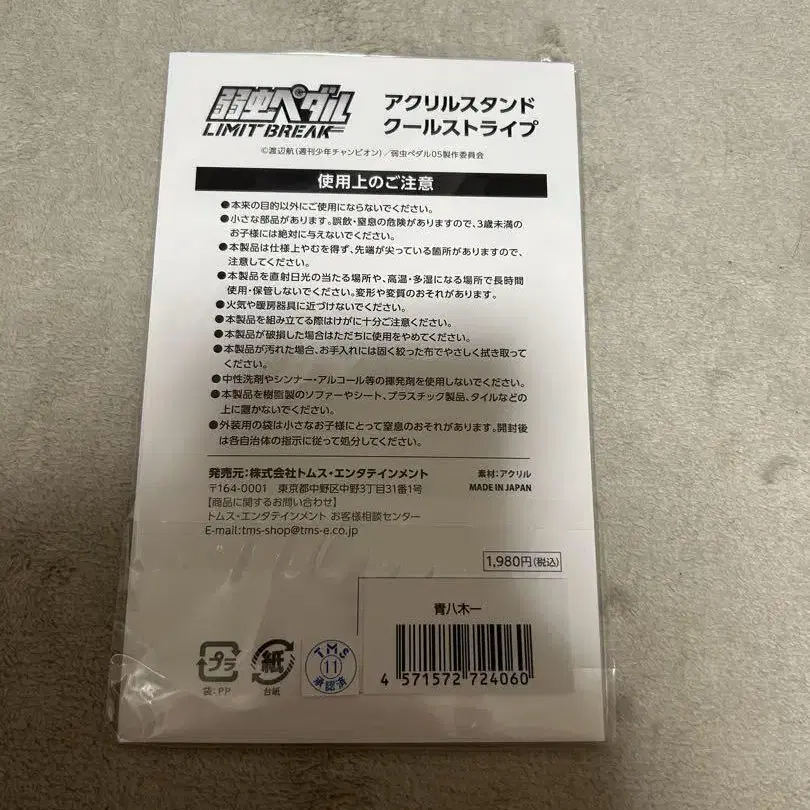 弱虫ペダル
LIMIT BREAK
アクリルスタンド
クールストライプ
©渡辺航(週刊少年チャンピオン)/弱虫ペダル05製作委員会
使用上のご注意
●本来の目的以外にご使用にならないでください。
●小さな部品があります。誤飲・窒息の危険がありますので、3歳未満の
お子様には絶対に与えないでください。
●本製品は仕様上やむを得ず、先端が尖っている箇所がありますので、
注意してください。
●本製品を直射日光の当たる場所や、高温・多湿になる場所で長時間
使用・保管しないでください。変形や変質のおそれがあります。
●火気や暖房器具に近づけないでください。
●本製品を組み立てる際はけがに十分ご注意ください。
●本製品が破損した場合はただちに使用をやめてください。
●本製品が汚れた場合、お手入れには固く絞った布でやさしく拭き取って
ください。
●中性洗剤やシンナー・アルコール等の揮発剤を使用しないでください。
●本製品を樹脂製のソファーやシート、プラスチック製品、タイルなどの
上に置かないでください。
●外装用の袋は小さなお子様にとって窒息のおそれがあります。開封後
は各自治体の指示に従って処分してください。
発売元:株式会社トムス・エンタテインメント
素材:アクリル
〒164-0001 東京都中野区中野3丁目31番1号
MADE IN JAPAN
【商品に関するお問い合わせ】
トムス・エンタテインメント お客様相談センター
E-mail:tms-shop@tms-e.co.jp
1,980円(税込)
青八木一
4 571572 724060
プラ
袋:PP
紙
台紙
TMS
11
承認済